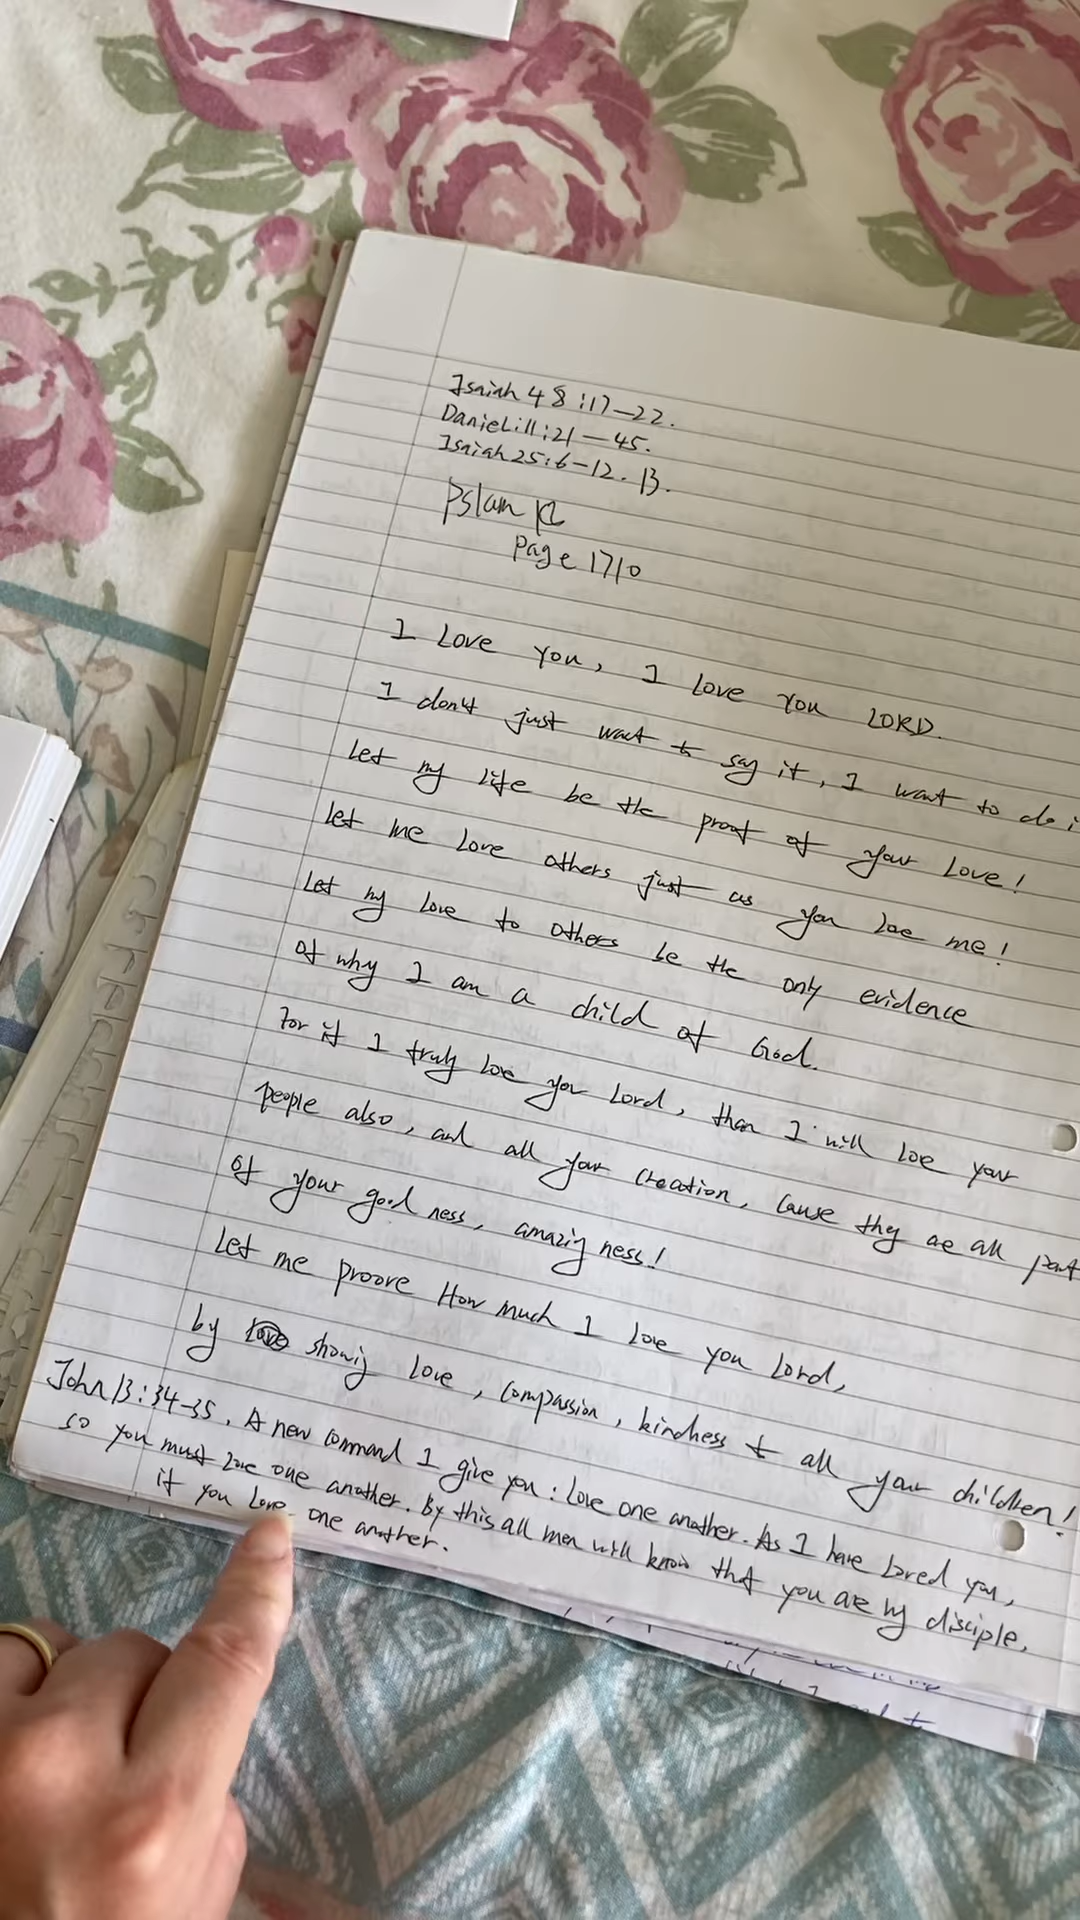 Isaiah 48:17-22.
Daniel 11:21-45.
Isaiah 25:6-12. 13.
Pslam 12
Page 1710
I Love you, I love you LORD.
I don't just want to say it, I want to do i
Let my life be the proof of your Love!
Let me love others just as you loe me!
Let my love to others be the only evidence
of why I am a child of God.
For if I truly loe you Lord, then I will loe your
people also, and all your creation, cause they ae all part
of your good ness, amazig ness!
Let me proove How much I love you Lord,
by showig love, compassion, kindness to all your children!
John 13:34-35. A new command I give you: Love one another. As I have loved you,
so you must love one another. By this all men will know that you are my disciple,
if you love one another.